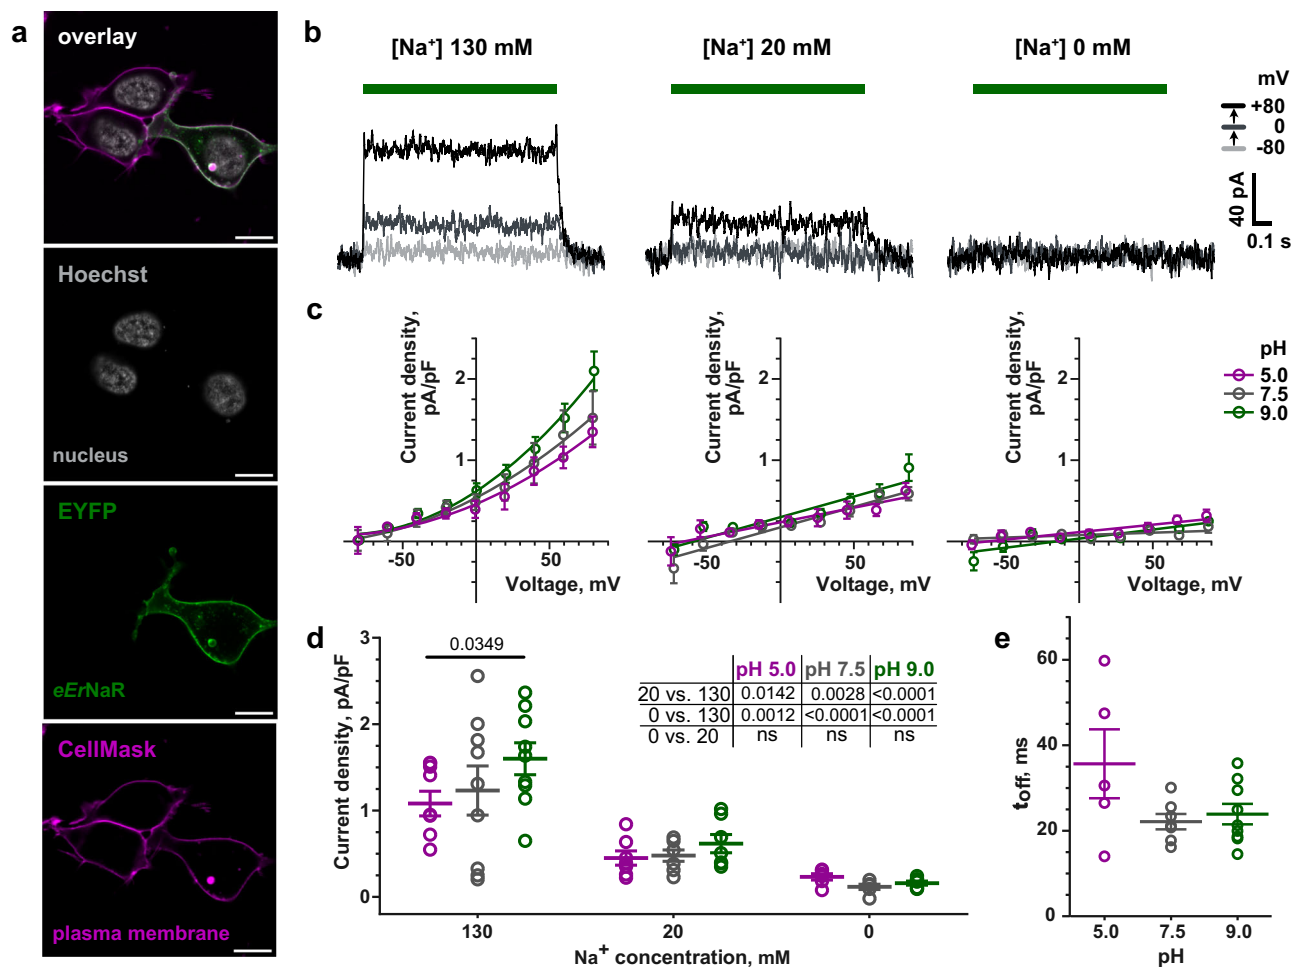 a
overlay
Hoechst
nucleus
EYFP
eErNaR
CellMask
plasma membrane
b
[Na⁺] 130 mM
[Na⁺] 20 mM
[Na⁺] 0 mM
mV
+80
0
-80
40 pA
0.1 s
c
Current density, pA/pF
2
1
-50
50
Voltage, mV
Current density, pA/pF
2
1
-50
50
Voltage, mV
Current density, pA/pF
2
1
-50
50
Voltage, mV
pH
5.0
7.5
9.0
d
Current density, pA/pF
3
2
1
0
0.0349
pH 5.0 pH 7.5 pH 9.0
20 vs. 130 0.0142 0.0028 <0.0001
0 vs. 130 0.0012 <0.0001 <0.0001
0 vs. 20 ns ns ns
130
20
0
Na⁺ concentration, mM
e
toff, ms
60
40
20
0
5.0
7.5
9.0
pH